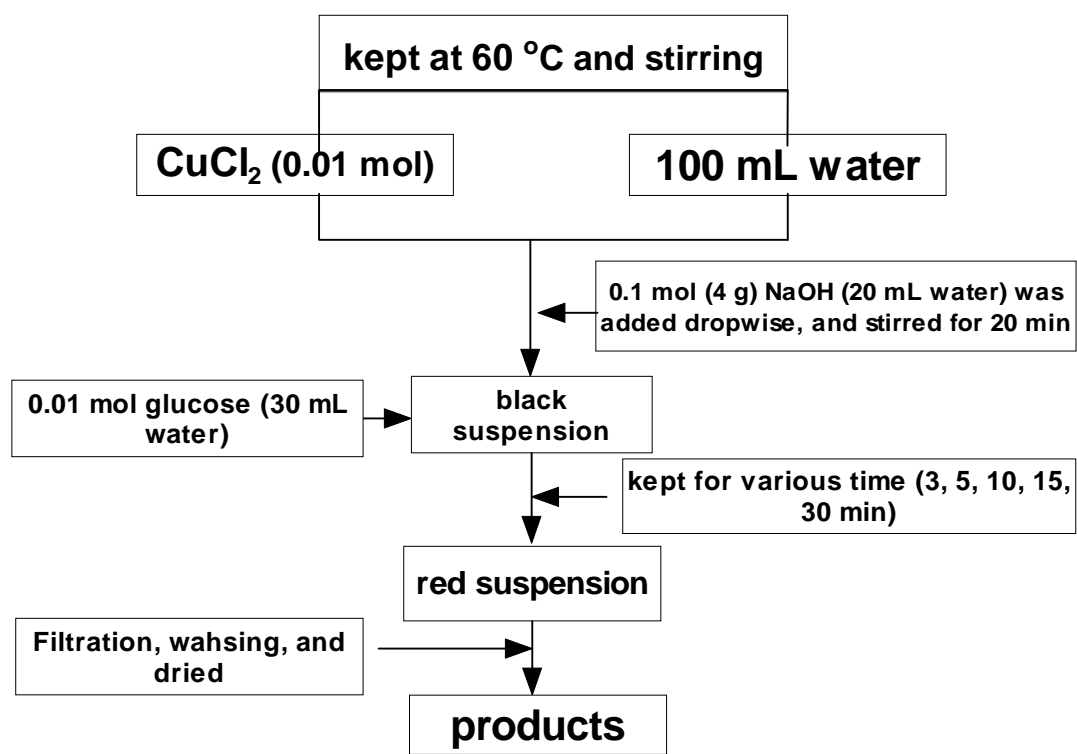 kept at 60 °C and stirring
CuCl₂ (0.01 mol)
100 mL water
0.1 mol (4 g) NaOH (20 mL water) was
added dropwise, and stirred for 20 min
0.01 mol glucose (30 mL
water)
black
suspension
kept for various time (3, 5, 10, 15,
30 min)
red suspension
Filtration, wahsing, and
dried
products